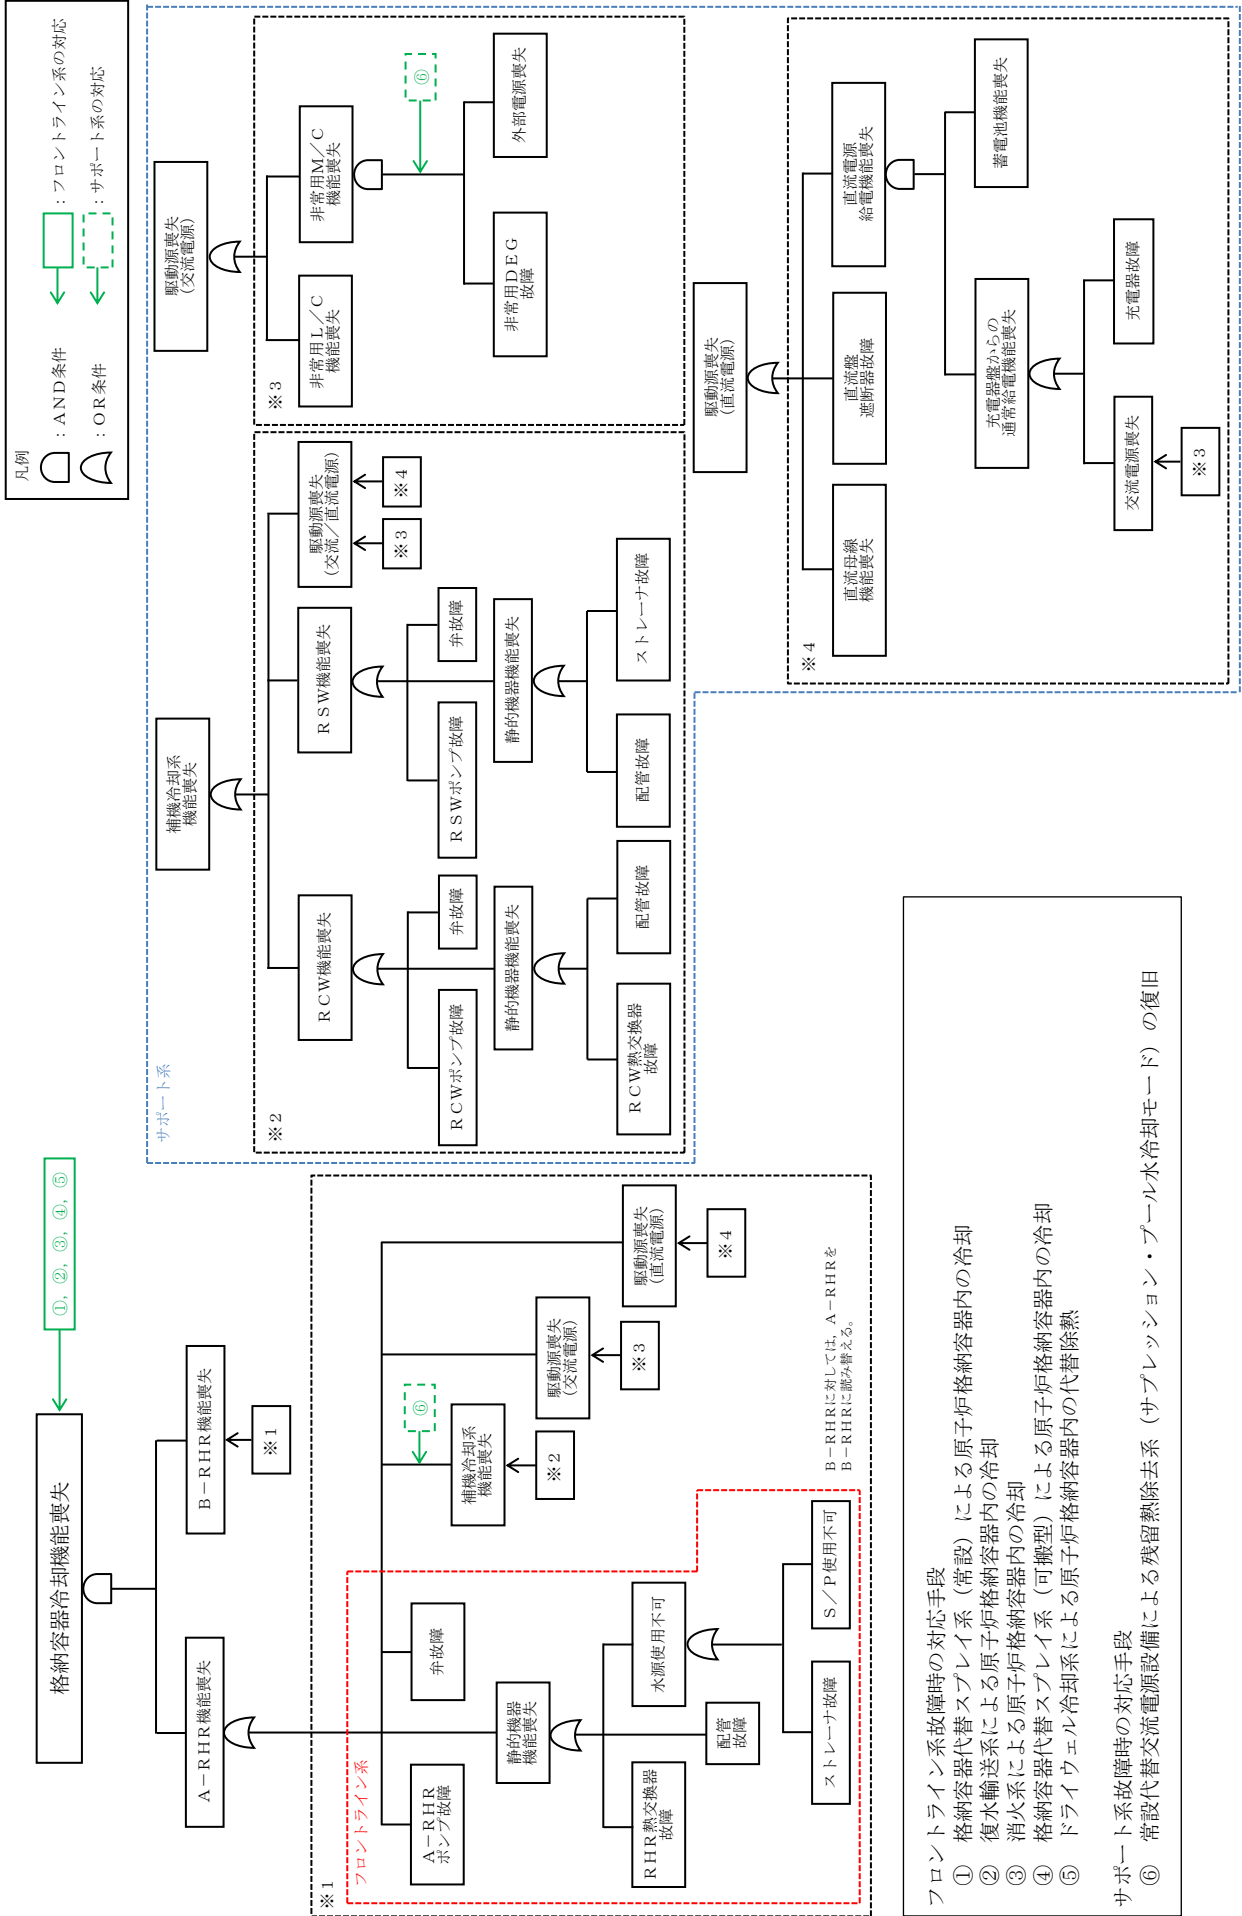 格納容器冷却機能喪失
①, ②, ③, ④, ⑤
A－RHR機能喪失
B－RHR機能喪失
※1
※1
フロントライン系
A－RHR
ポンプ故障
弁故障
静的機器
機能喪失
RHR熱交換器
故障
配管
故障
水源使用不可
ストレーナ故障
S／P使用不可
補機冷却系
機能喪失
※2
⑥
駆動源喪失
(交流電源)
※3
駆動源喪失
(直流電源)
※4
B－RHRに対しては, A－RHRを
B－RHRに読み替える。
サポート系
補機冷却系
機能喪失
※2
RCW機能喪失
RCWポンプ故障
弁故障
静的機器機能喪失
RCW熱交換器
故障
配管故障
RSW機能喪失
RSWポンプ故障
弁故障
静的機器機能喪失
配管故障
ストレーナ故障
駆動源喪失
(交流／直流電源)
※3
※4
駆動源喪失
(交流電源)
※3
非常用L／C
機能喪失
非常用M／C
機能喪失
⑥
非常用DEG
故障
外部電源喪失
駆動源喪失
(直流電源)
※4
直流母線
機能喪失
直流盤
遮断器故障
直流電源
給電機能喪失
充電器盤からの
通常給電機能喪失
蓄電池機能喪失
交流電源喪失
※3
充電器故障
凡例
：AND条件
：OR条件
：フロントライン系の対応
：サポート系の対応
フロントライン系故障時の対応手段
① 格納容器代替スプレイ系（常設）による原子炉格納容器内の冷却
② 復水輸送系による原子炉格納容器内の冷却
③ 消火系による原子炉格納容器内の冷却
④ 格納容器代替スプレイ系（可搬型）による原子炉格納容器内の冷却
⑤ ドライウェル冷却系による原子炉格納容器内の代替除熱
サポート系故障時の対応手段
⑥ 常設代替交流電源設備による残留熱除去系（サプレッション・プール水冷却モード）の復旧